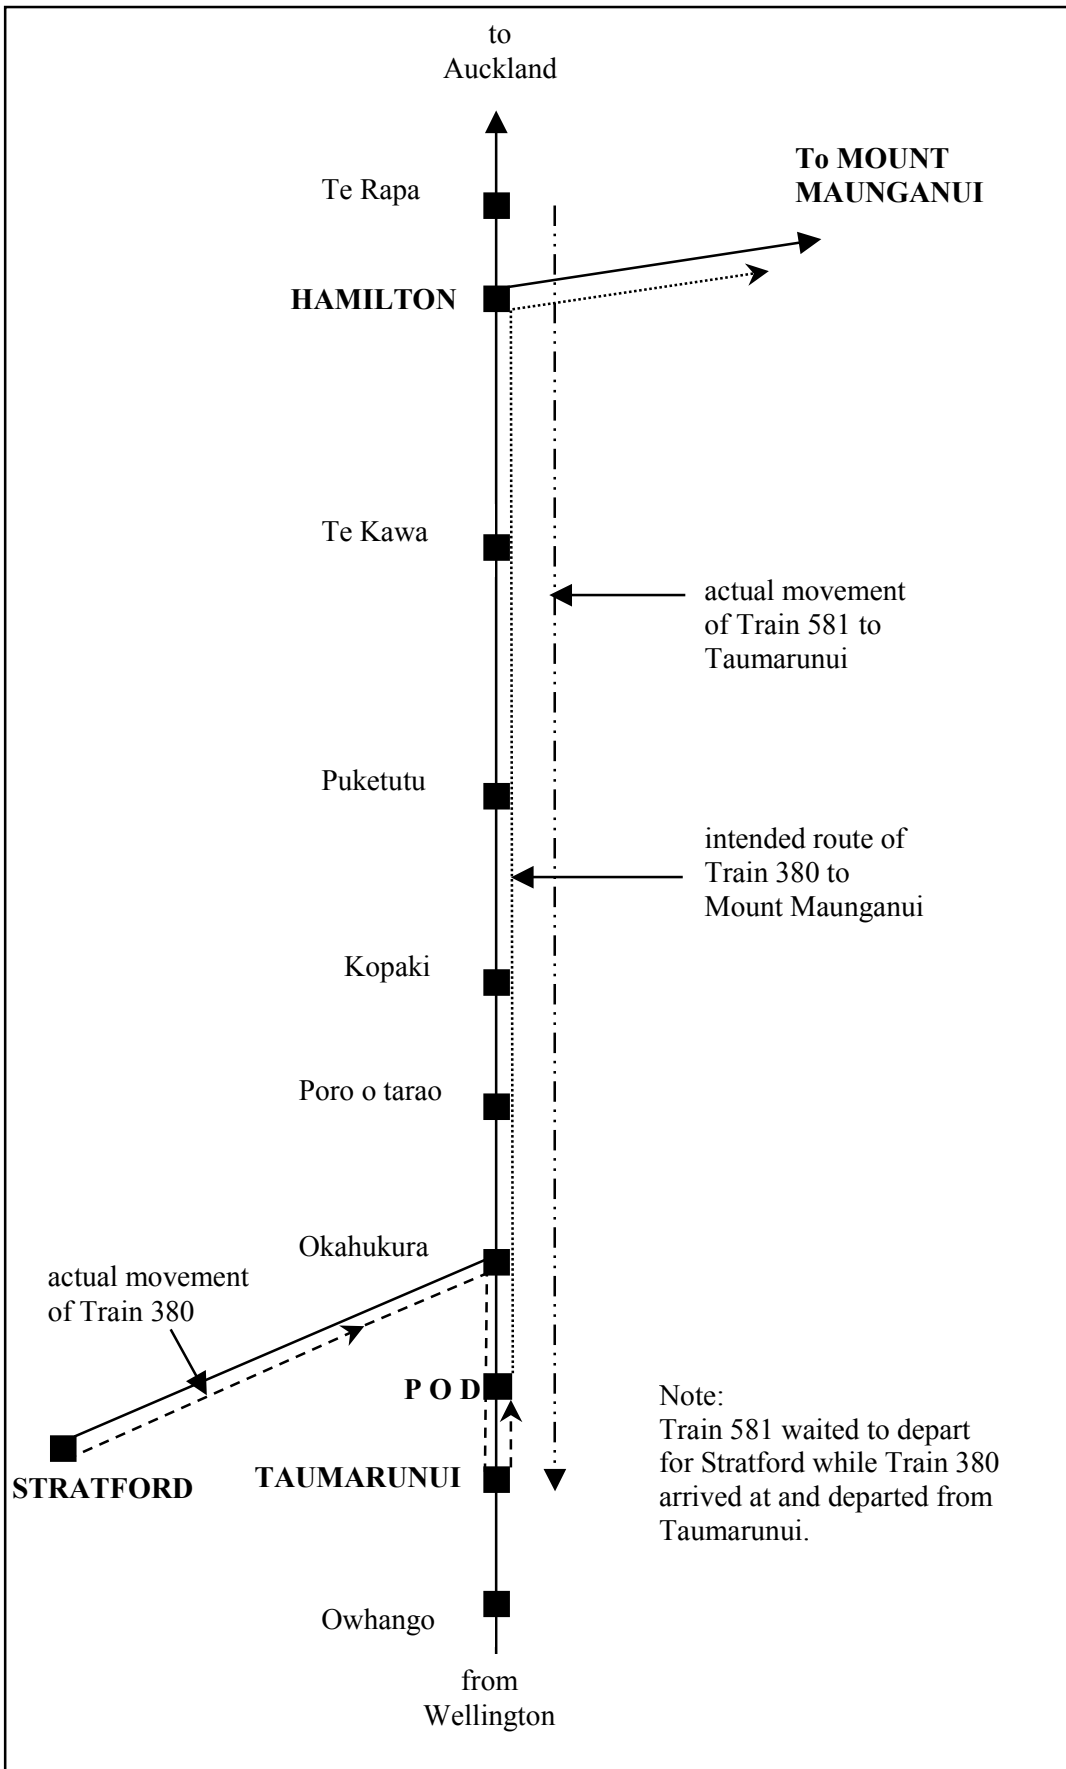 to
Auckland
Te Rapa
To MOUNT
MAUNGANUI
HAMILTON
Te Kawa
actual movement
of Train 581 to
Taumarunui
Puketutu
intended route of
Train 380 to
Mount Maunganui
Kopaki
Poro o tarao
Okahukura
actual movement
of Train 380
P O D
STRATFORD
TAUMARUNUI
Note:
Train 581 waited to depart
for Stratford while Train 380
arrived at and departed from
Taumarunui.
Owhango
from
Wellington